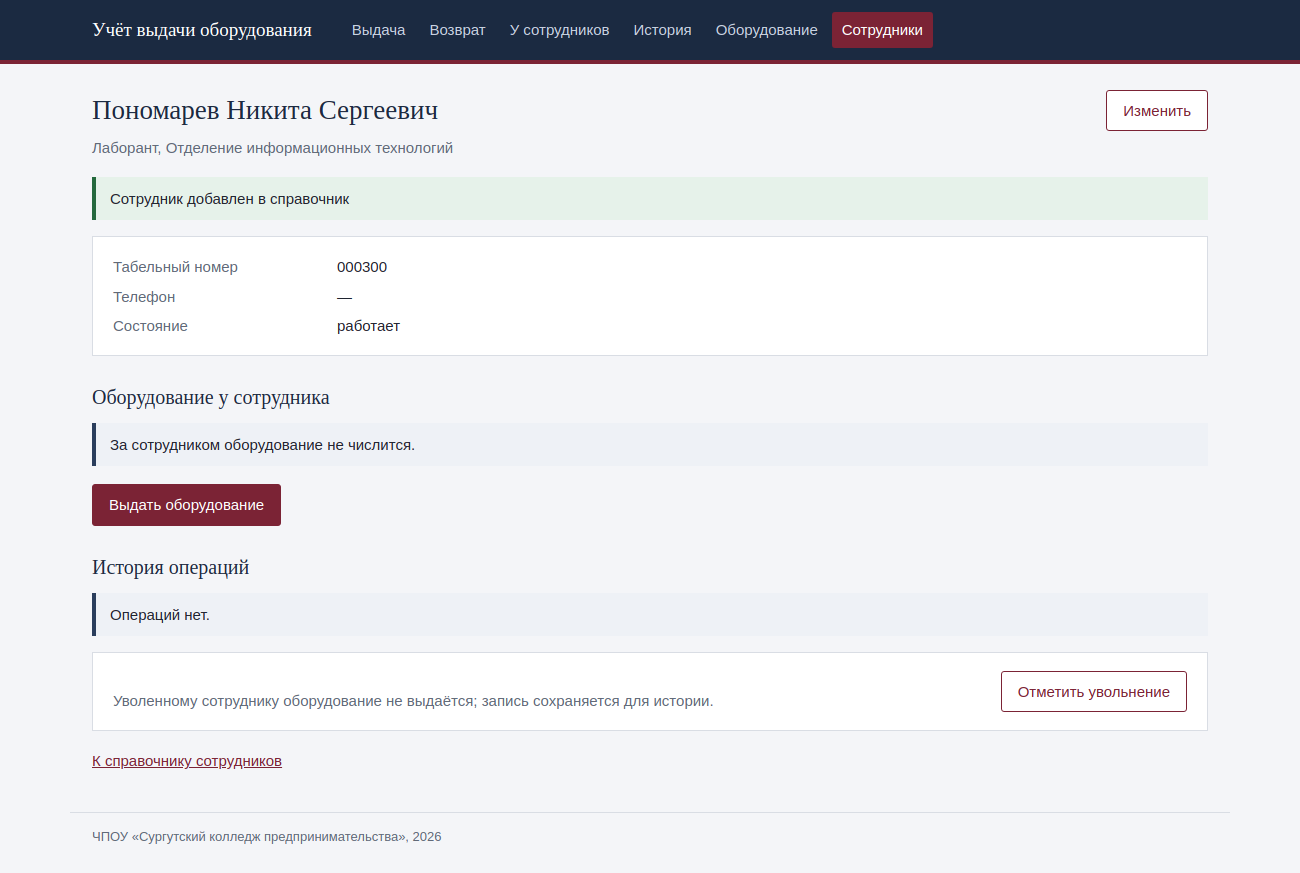 Учёт выдачи оборудования Выдача Возврат У сотрудников История Оборудование Сотрудники
Пономарев Никита Сергеевич Изменить
Лаборант, Отделение информационных технологий
Сотрудник добавлен в справочник
Табельный номер 000300
Телефон —
Состояние работает
Оборудование у сотрудника
За сотрудником оборудование не числится.
Выдать оборудование
История операций
Операций нет.
Уволенному сотруднику оборудование не выдаётся; запись сохраняется для истории. Отметить увольнение
К справочнику сотрудников
ЧПОУ «Сургутский колледж предпринимательства», 2026